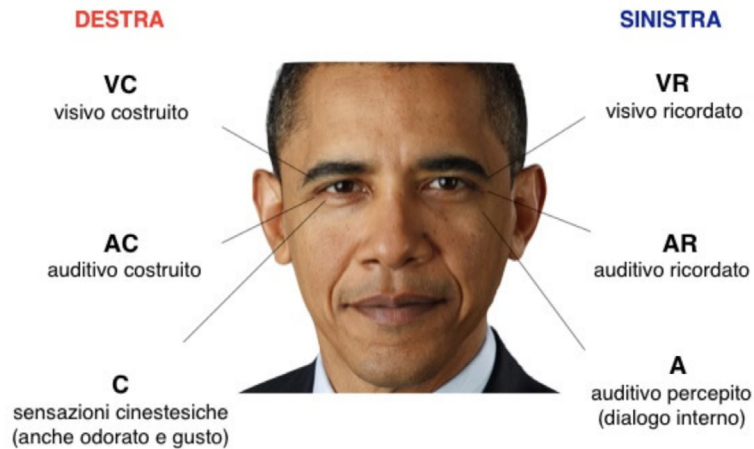 DESTRA
SINISTRA
VC
visivo costruito
VR
visivo ricordato
AC
auditivo costruito
AR
auditivo ricordato
C
sensazioni cinestesiche
(anche odorato e gusto)
A
auditivo percepito
(dialogo interno)